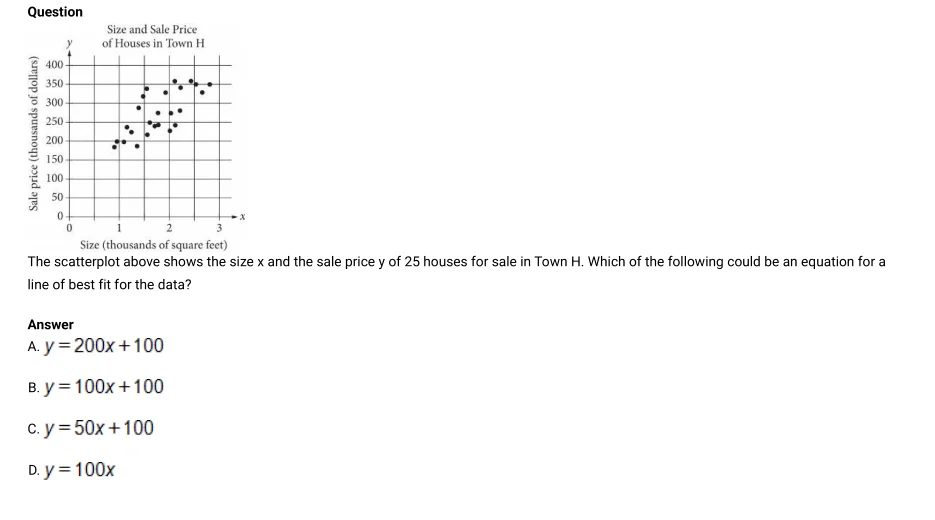 Question
Size and Sale Price
of Houses in Town H
y
Sale price (thousands of dollars)
400
350
300
250
200
150
100
50
0
x
0 1 2 3
Size (thousands of square feet)
The scatterplot above shows the size x and the sale price y of 25 houses for sale in Town H. Which of the following could be an equation for a
line of best fit for the data?
Answer
A. y = 200x + 100
B. y = 100x + 100
C. y = 50x + 100
D. y = 100x